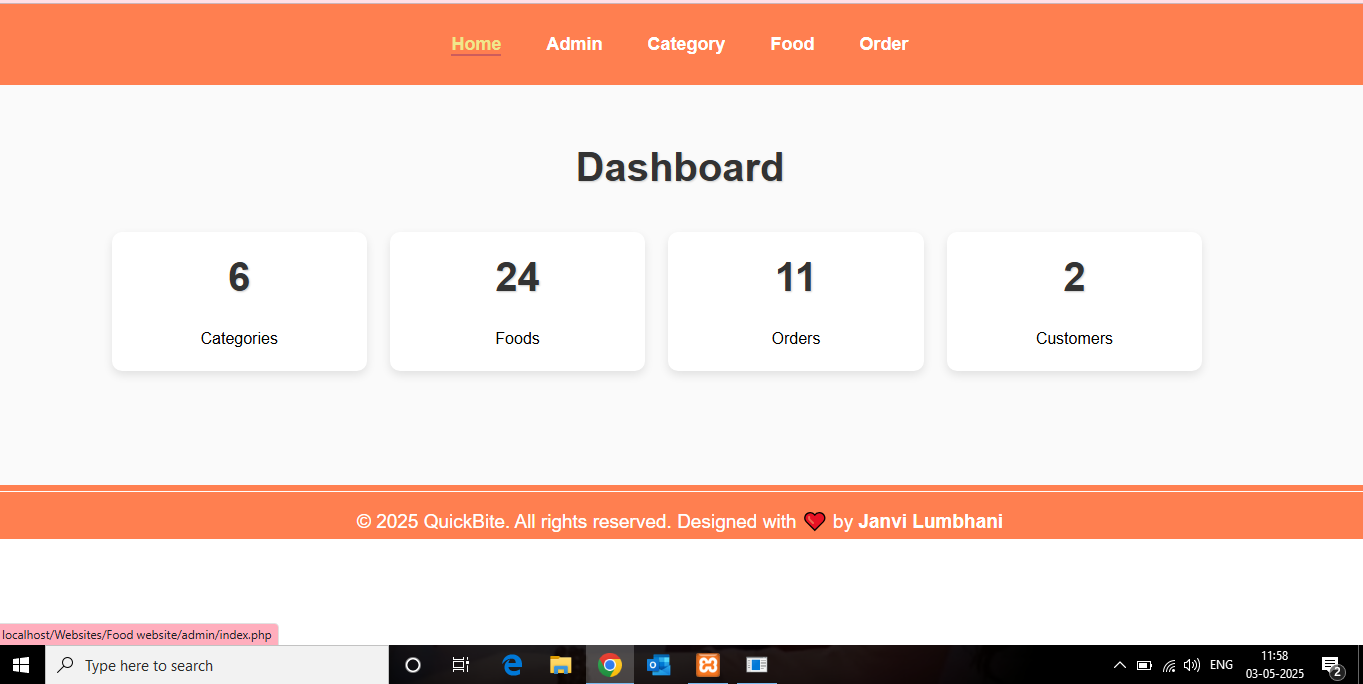 Home Admin Category Food Order
Dashboard
6 24 11 2
Categories Foods Orders Customers
© 2025 QuickBite. All rights reserved. Designed with ❤️ by Janvi Lumbhani
localhost/Websites/Food website/admin/index.php
Type here to search
ENG
11:58
03-05-2025
2